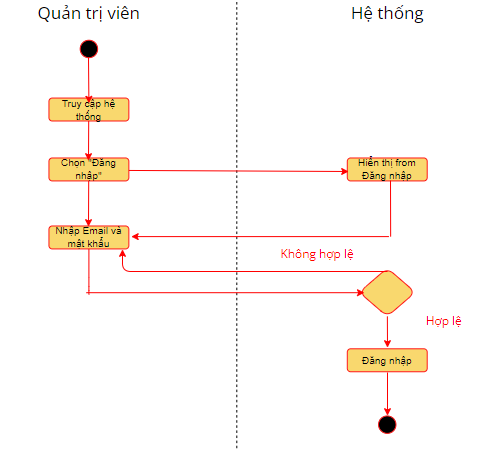 Quản trị viên
Hệ thống
Truy cập hệ
thống
Chọn "Đăng
nhập"
Hiển thị from
Đăng nhập
Nhập Email và
mật khẩu
Không hợp lệ
Hợp lệ
Đăng nhập